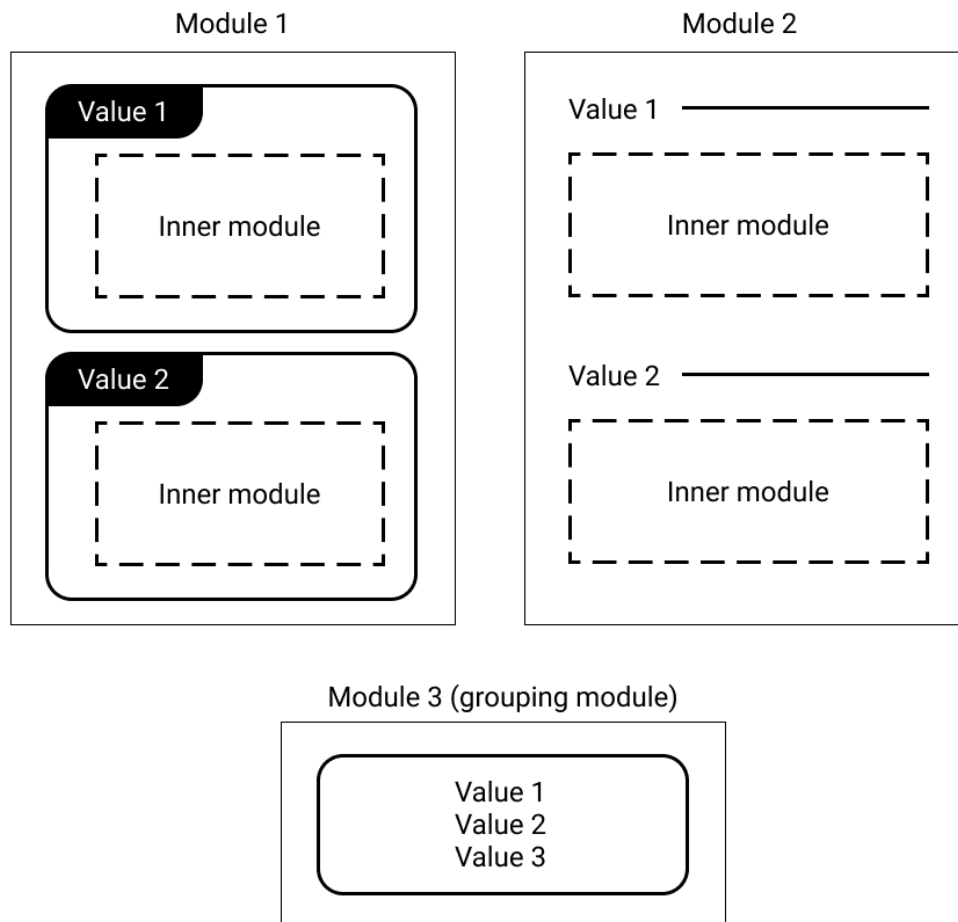 Module 1
Value 1
Inner module
Value 2
Inner module
Module 2
Value 1
Inner module
Value 2
Inner module
Module 3 (grouping module)
Value 1
Value 2
Value 3